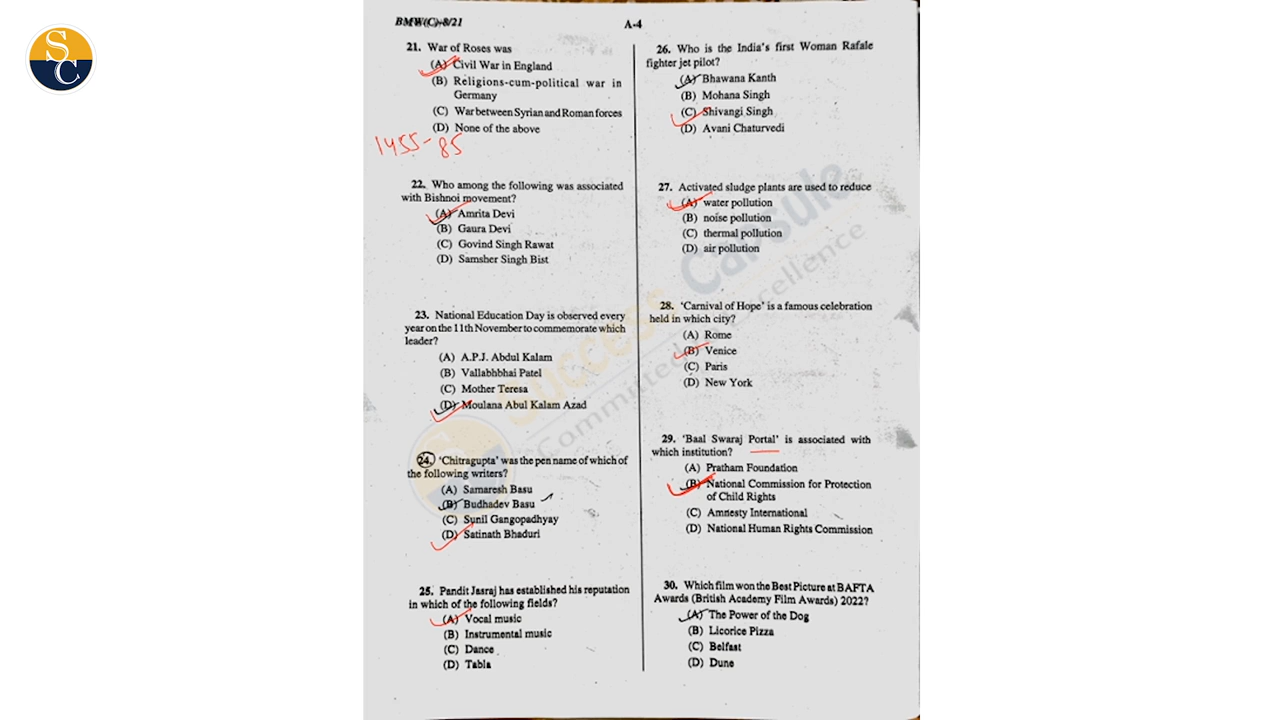 SC
BMW(C)-8/21
A-4
21. War of Roses was
(A) Civil War in England
(B) Religions-cum-political war in
Germany
(C) War between Syrian and Roman forces
(D) None of the above
1455-85
22. Who among the following was associated
with Bishnoi movement?
(A) Amrita Devi
(B) Gaura Devi
(C) Govind Singh Rawat
(D) Samsher Singh Bist
23. National Education Day is observed every
year on the 11th November to commemorate which
leader?
(A) A.P.J. Abdul Kalam
(B) Vallabhbhai Patel
(C) Mother Teresa
(D) Moulana Abul Kalam Azad
24. 'Chitragupta' was the pen name of which of
the following writers?
(A) Samaresh Basu
(B) Budhadev Basu
(C) Sunil Gangopadhyay
(D) Satinath Bhaduri
25. Pandit Jasraj has established his reputation
in which of the following fields?
(A) Vocal music
(B) Instrumental music
(C) Dance
(D) Tabla
26. Who is the India's first Woman Rafale
fighter jet pilot?
(A) Bhawana Kanth
(B) Mohana Singh
(C) Shivangi Singh
(D) Avani Chaturvedi
27. Activated sludge plants are used to reduce
(A) water pollution
(B) noise pollution
(C) thermal pollution
(D) air pollution
28. 'Carnival of Hope' is a famous celebration
held in which city?
(A) Rome
(B) Venice
(C) Paris
(D) New York
29. 'Baal Swaraj Portal' is associated with
which institution?
(A) Pratham Foundation
(B) National Commission for Protection
of Child Rights
(C) Amnesty International
(D) National Human Rights Commission
30. Which film won the Best Picture at BAFTA
Awards (British Academy Film Awards) 2022?
(A) The Power of the Dog
(B) Licorice Pizza
(C) Belfast
(D) Dune
Success Capsule
Committed Excellence